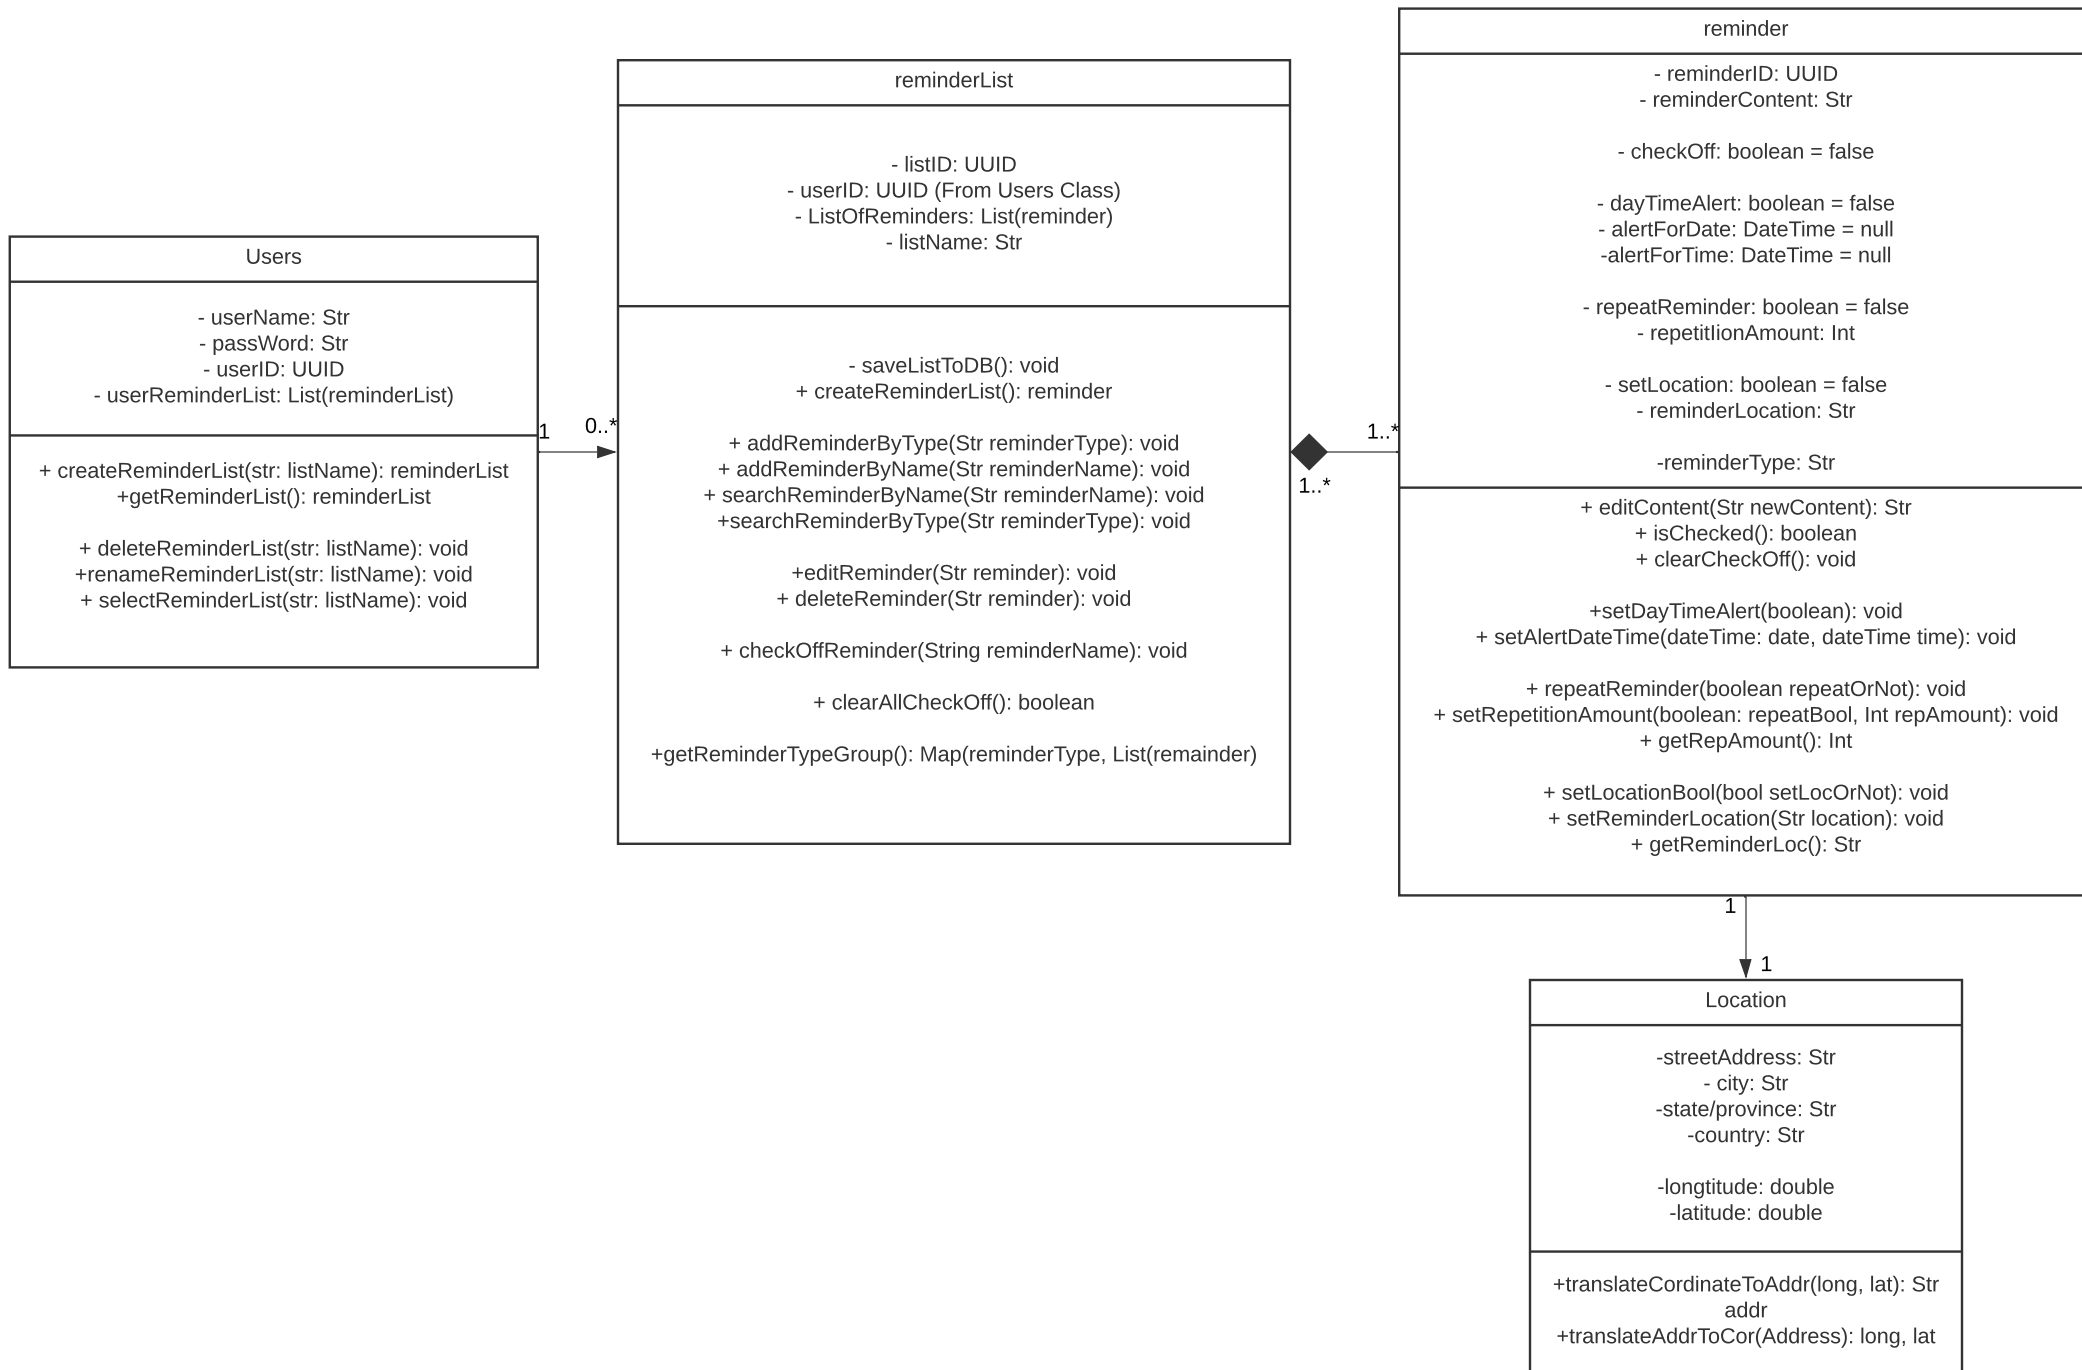 Users
- userName: Str
- passWord: Str
- userID: UUID
- userReminderList: List(reminderList)
+ createReminderList(str: listName): reminderList
+getReminderList(): reminderList
+ deleteReminderList(str: listName): void
+renameReminderList(str: listName): void
+ selectReminderList(str: listName): void
1
0..*
reminderList
- listID: UUID
- userID: UUID (From Users Class)
- ListOfReminders: List(reminder)
- listName: Str
- saveListToDB(): void
+ createReminderList(): reminder
+ addReminderByType(Str reminderType): void
+ addReminderByName(Str reminderName): void
+ searchReminderByName(Str reminderName): void
+searchReminderByType(Str reminderType): void
+editReminder(Str reminder): void
+ deleteReminder(Str reminder): void
+ checkOffReminder(String reminderName): void
+ clearAllCheckOff(): boolean
+getReminderTypeGroup(): Map(reminderType, List(remainder)
1..*
1..*
reminder
- reminderID: UUID
- reminderContent: Str
- checkOff: boolean = false
- dayTimeAlert: boolean = false
- alertForDate: DateTime = null
-alertForTime: DateTime = null
- repeatReminder: boolean = false
- repetitIionAmount: Int
- setLocation: boolean = false
- reminderLocation: Str
-reminderType: Str
+ editContent(Str newContent): Str
+ isChecked(): boolean
+ clearCheckOff(): void
+setDayTimeAlert(boolean): void
+ setAlertDateTime(dateTime: date, dateTime time): void
+ repeatReminder(boolean repeatOrNot): void
+ setRepetitionAmount(boolean: repeatBool, Int repAmount): void
+ getRepAmount(): Int
+ setLocationBool(bool setLocOrNot): void
+ setReminderLocation(Str location): void
+ getReminderLoc(): Str
1
1
Location
-streetAddress: Str
- city: Str
-state/province: Str
-country: Str
-longtitude: double
-latitude: double
+translateCordinateToAddr(long, lat): Str
addr
+translateAddrToCor(Address): long, lat